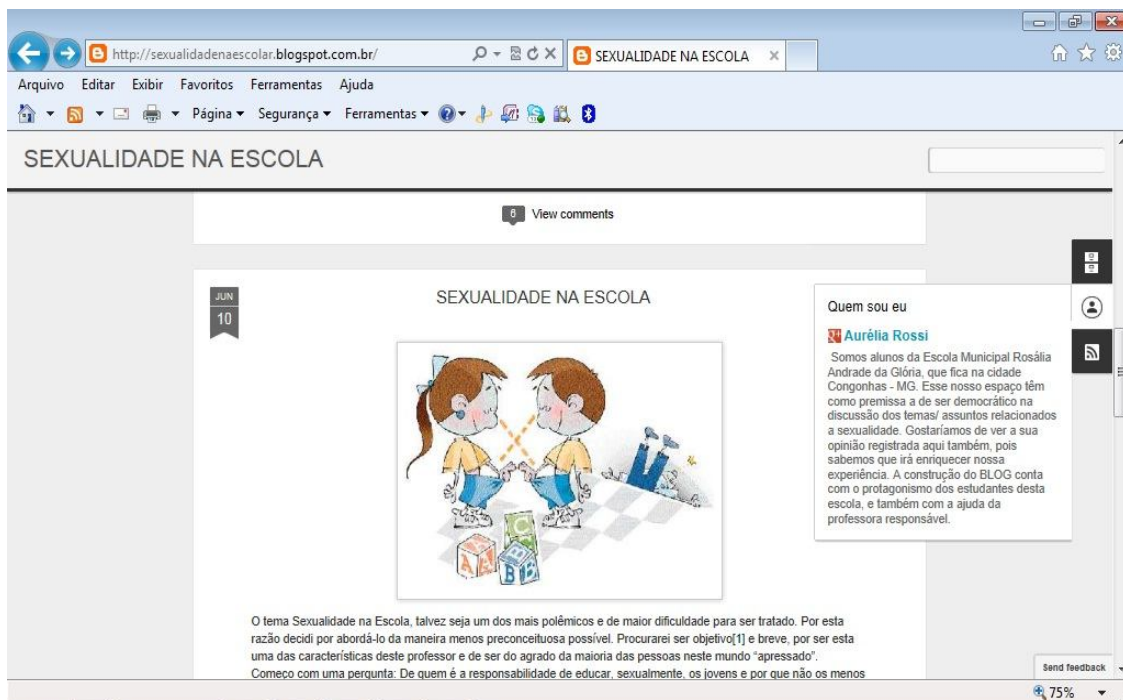 http://sexualidadenaescolar.blogspot.com.br/
SEXUALIDADE NA ESCOLA
Arquivo Editar Exibir Favoritos Ferramentas Ajuda
Página Segurança Ferramentas
SEXUALIDADE NA ESCOLA
6 View comments
JUN
10
SEXUALIDADE NA ESCOLA
A A B B C
Quem sou eu
Aurélia Rossi
Somos alunos da Escola Municipal Rosália
Andrade da Glória, que fica na cidade
Congonhas - MG. Esse nosso espaço têm
como premissa a de ser democrático na
discussão dos temas/ assuntos relacionados
a sexualidade. Gostaríamos de ver a sua
opinião registrada aqui também, pois
sabemos que irá enriquecer nossa
experiência. A construção do BLOG conta
com o protagonismo dos estudantes desta
escola, e também com a ajuda da
professora responsável.
O tema Sexualidade na Escola, talvez seja um dos mais polêmicos e de maior dificuldade para ser tratado. Por esta
razão decidi por abordá-lo da maneira menos preconceituosa possível. Procurarei ser objetivo[1] e breve, por ser esta
uma das características deste professor e de ser do agrado da maioria das pessoas neste mundo “apressado”.
Começo com uma pergunta: De quem é a responsabilidade de educar, sexualmente, os jovens e por que não os menos
Send feedback
75%